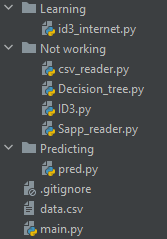 Learning
id3_internet.py
Not working
csv_reader.py
Decision_tree.py
ID3.py
Sapp_reader.py
Predicting
pred.py
.gitignore
data.csv
main.py